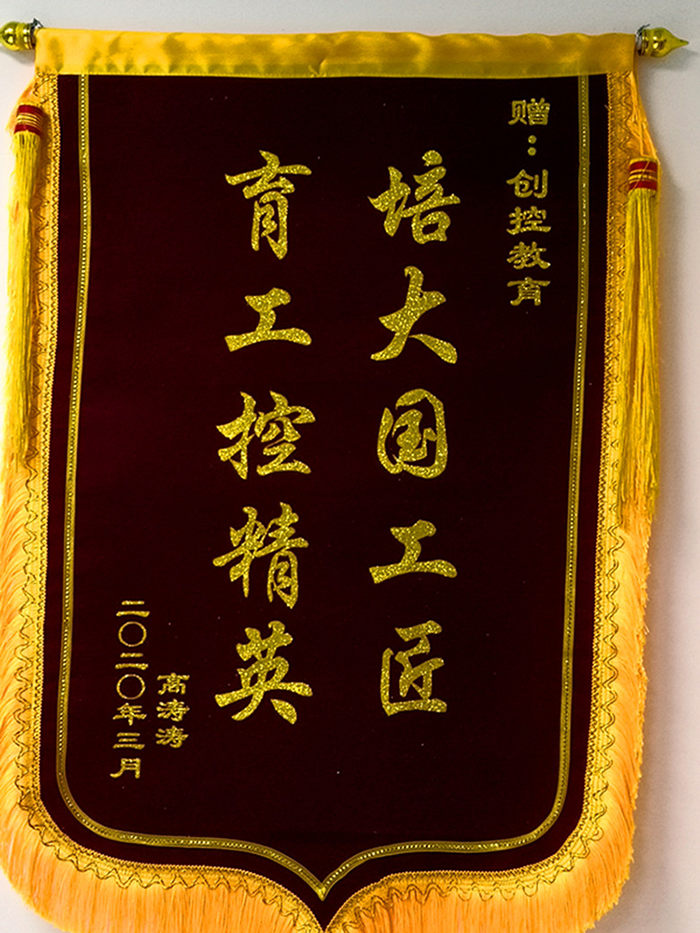 赠：创控教育
培大国工匠
育工控精英
高涛涛
二〇二〇年三月